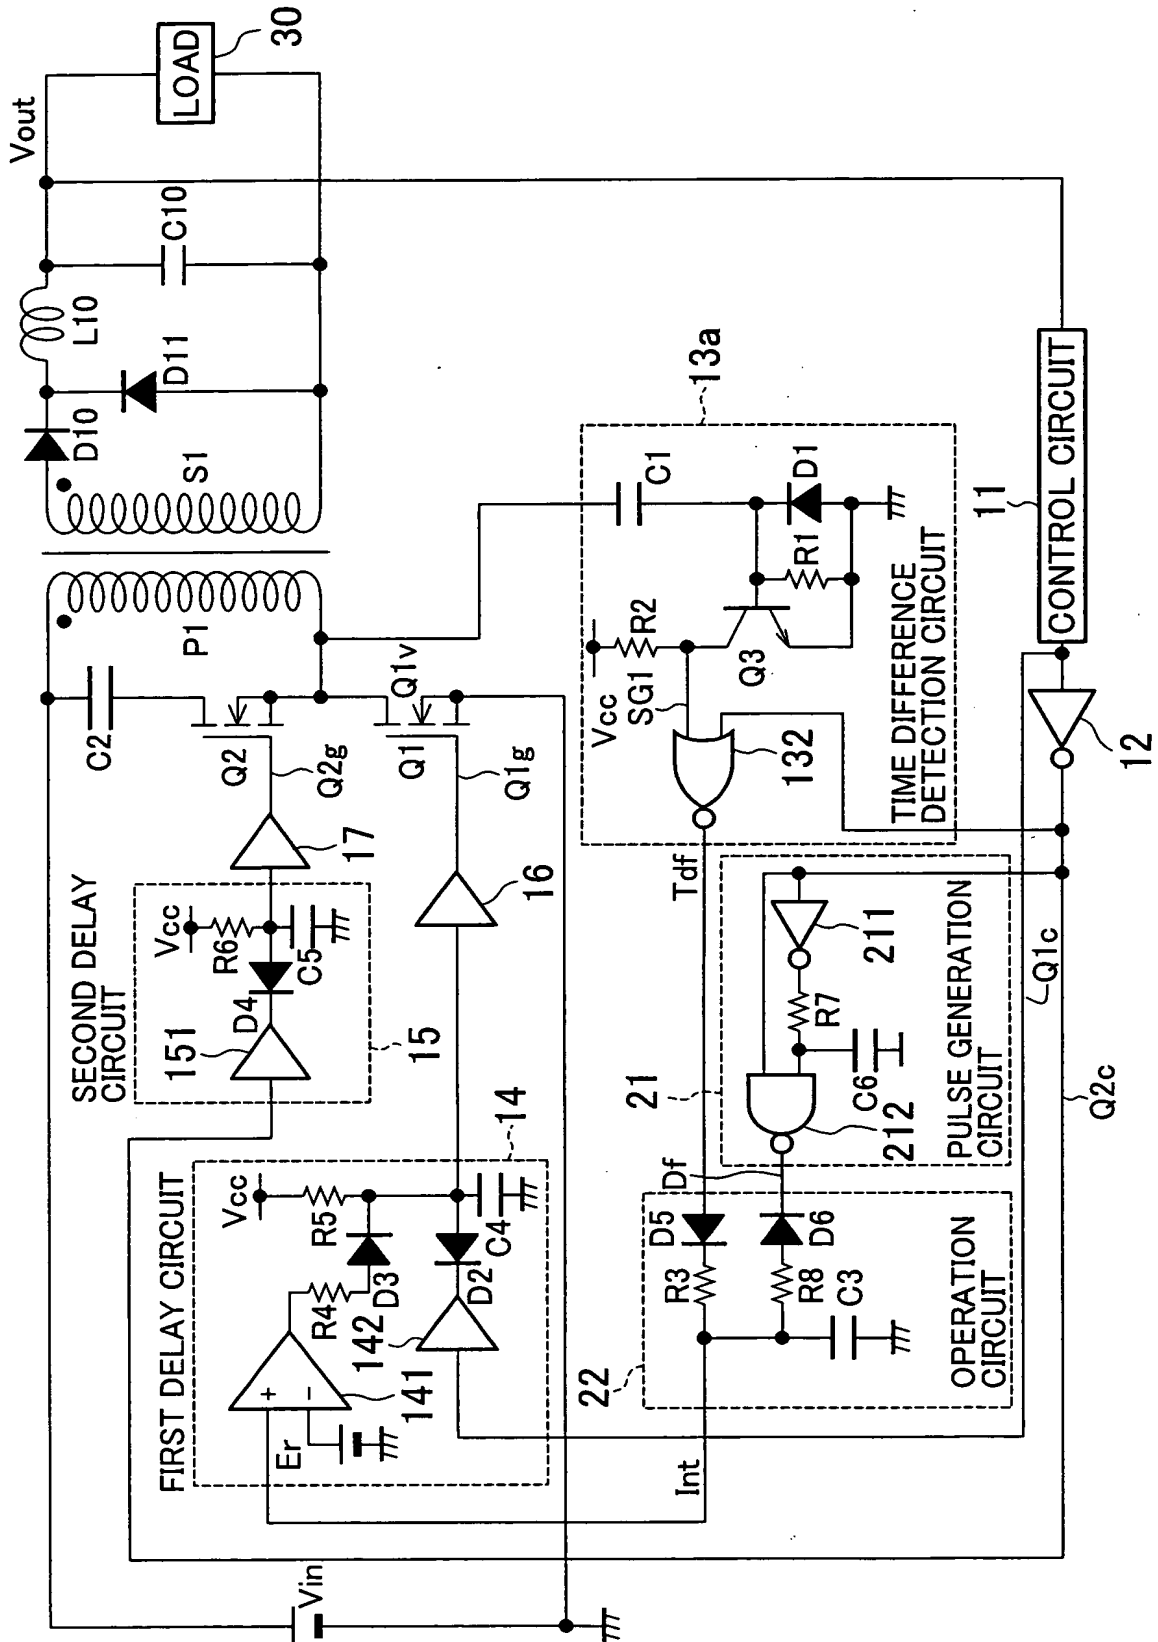 Vout
LOAD
30
D10
D11
L10
C10
S1
P1
C2
Q2
Q2g
Q1v
Q1
Q1g
SECOND DELAY
CIRCUIT
Vcc
R6
D4
C5
151
15
17
16
FIRST DELAY CIRCUIT
Vcc
R5
R4
D3
C4
D2
142
141
14
+
−
Er
Vin
13a
C1
D1
R1
R2
Vcc
SG1
Q3
132
TIME DIFFERENCE
DETECTION CIRCUIT
Tdf
21
211
R7
C6
212
PULSE GENERATION
CIRCUIT
Df
D5
D6
R3
R8
C3
22
OPERATION
CIRCUIT
Int
11
CONTROL CIRCUIT
12
Q1c
Q2c